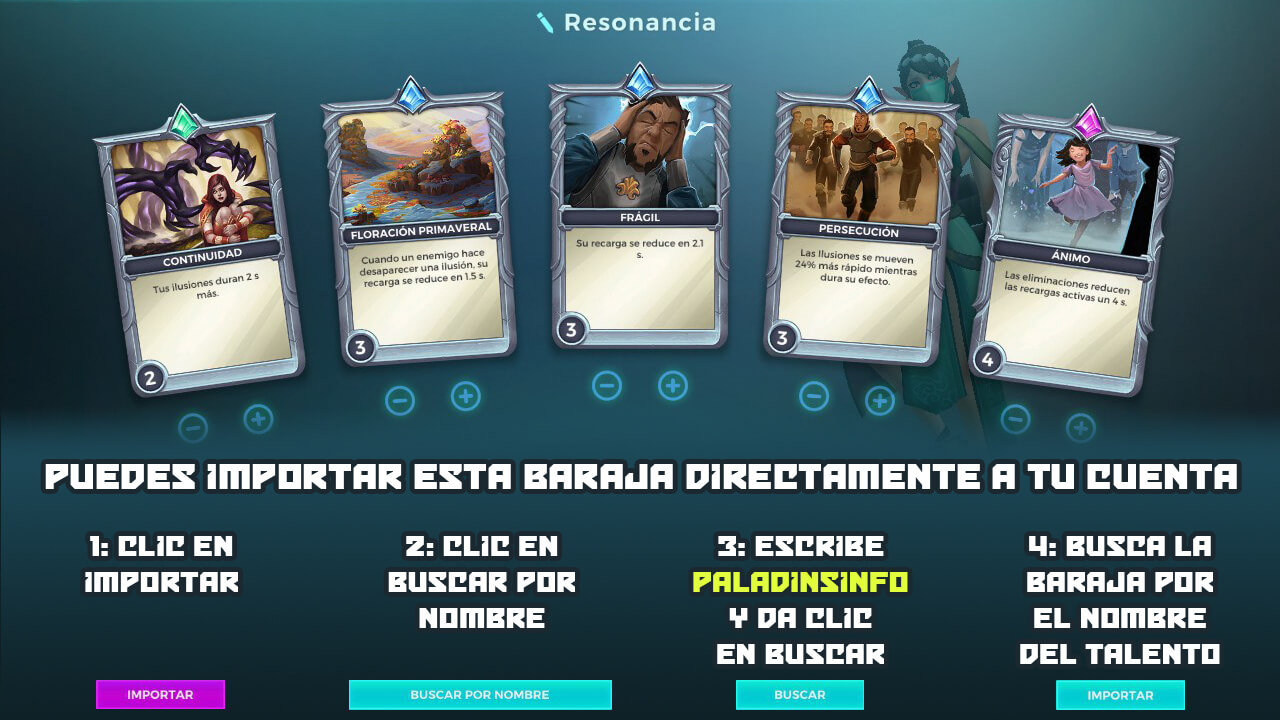 Resonancia
CONTINUIDAD
Tus ilusiones duran 2 s
más.
2
FLORACIÓN PRIMAVERAL
Cuando un enemigo hace
desaparecer una ilusión, su
recarga se reduce en 1.5 s.
3
FRÁGIL
Su recarga se reduce en 2.1
s.
3
PERSECUCIÓN
Las Ilusiones se mueven
24% más rápido mientras
dura su efecto.
3
ÁNIMO
Las eliminaciones reducen
las recargas activas un 4 s.
4
PUEDES IMPORTAR ESTA BARAJA DIRECTAMENTE A TU CUENTA
1: CLIC EN
IMPORTAR
IMPORTAR
2: CLIC EN
BUSCAR POR
NOMBRE
BUSCAR POR NOMBRE
3: ESCRIBE
PALADINSINFO
Y DA CLIC
EN BUSCAR
BUSCAR
4: BUSCA LA
BARAJA POR
EL NOMBRE
DEL TALENTO
IMPORTAR